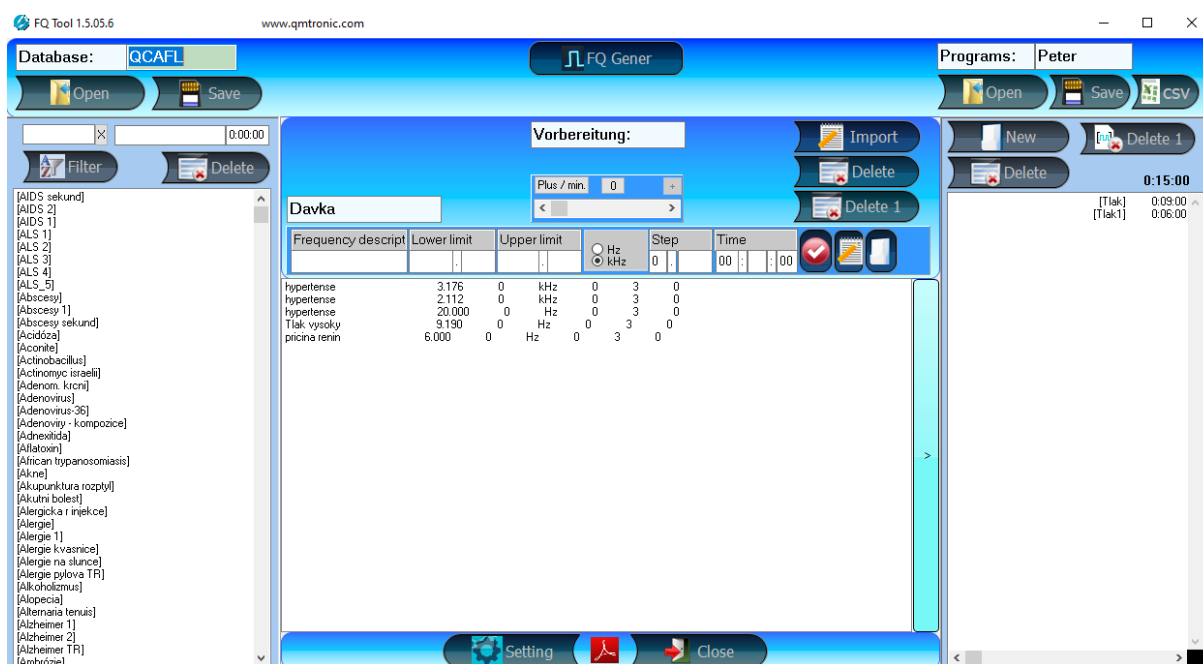 FQ Tool 1.5.05.6 www.qmtronic.com
Database: QCAFL
FQ Gener
Programs: Peter
Open Save
Open Save CSV
X 0:00:00
Filter Delete
[AIDS sekund]
[AIDS 2]
[AIDS 1]
[ALS 1]
[ALS 2]
[ALS 3]
[ALS 4]
[ALS_5]
[Abscesy]
[Abscesy 1]
[Abscesy sekund]
[Acidóza]
[Aconite]
[Actinobacillus]
[Actinomyc israelii]
[Adenom. krcni]
[Adenovirus]
[Adenovirus-36]
[Adenoviry - kompozice]
[Adnexitida]
[Aflatoxin]
[African trypanosomiasis]
[Akne]
[Akupunktura rozptyl]
[Akutni bolest]
[Alergicka r injekce]
[Alergie]
[Alergie 1]
[Alergie kvasnice]
[Alergie na slunce]
[Alergie pylova TR]
[Alkoholizmus]
[Alopecia]
[Alternaria tenuis]
[Alzheimer 1]
[Alzheimer 2]
[Alzheimer TR]
[Ambrózie]
Vorbereitung:
Import
Delete
Delete 1
Plus / min. 0 +
< >
Davka
Frequency descript Lower limit Upper limit Hz kHz Step Time
. . 0 . 00 : : 00
hypertense 3.176 0 kHz 0 3 0
hypertense 2.112 0 kHz 0 3 0
hypertense 20.000 0 Hz 0 3 0
Tlak vysoky 9.190 0 Hz 0 3 0
pricina renin 6.000 0 Hz 0 3 0
>
Setting Close
New Delete 1
Delete 0:15:00
[Tlak] 0:09:00
[Tlak1] 0:06:00
< >